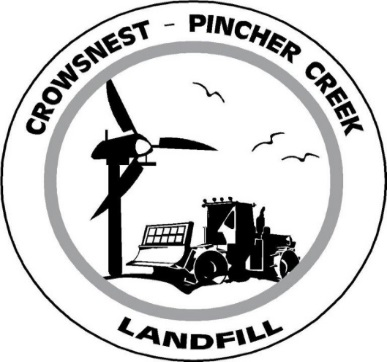 CROWSNEST - PINCHER CREEK
LANDFILL